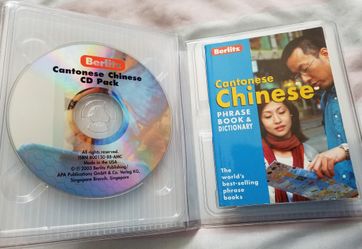 Berlitz
Cantonese Chinese
CD Pack
All rights reserved.
Made in the USA
© ℗ 2003 Berlitz Publishing/
APA Publications GmbH & Co. Verlag KG,
Singapore Branch, Singapore
Berlitz
Cantonese
Chinese
PHRASE BOOK &
DICTIONARY
The
world's
best-selling
phrase
books